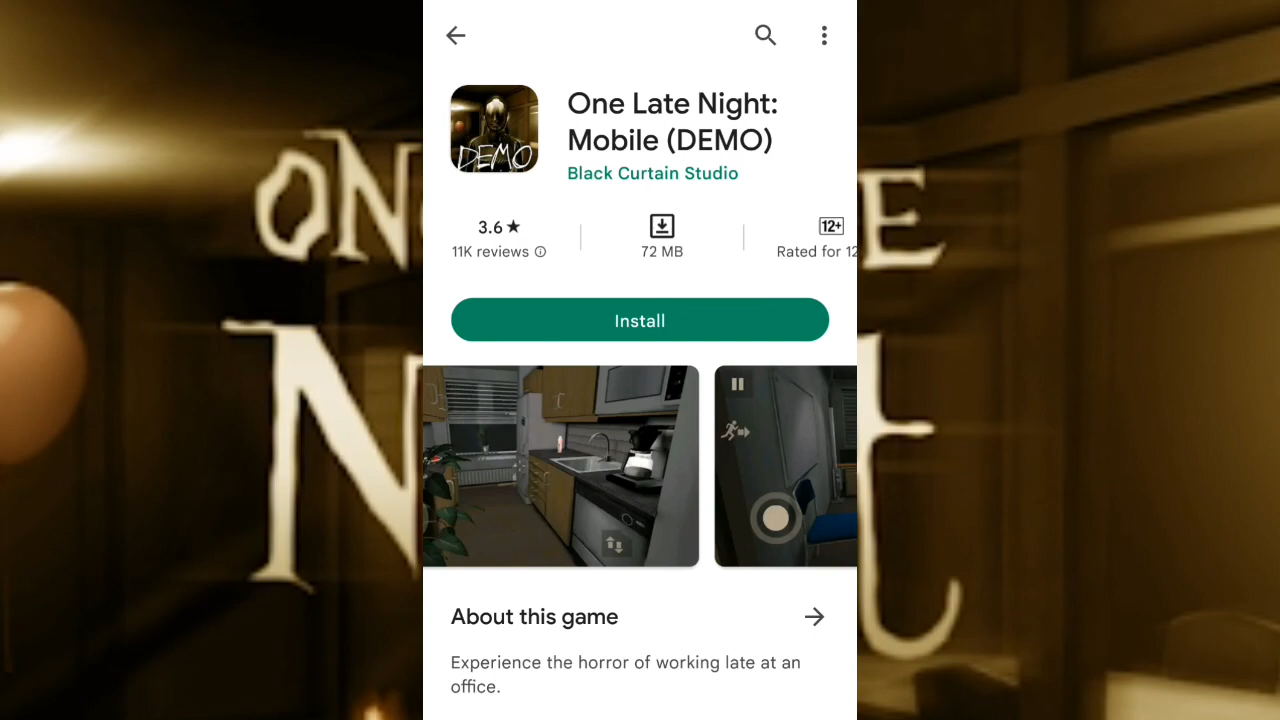 One Late Night:
Mobile (DEMO)
Black Curtain Studio
DEMO
3.6★
11K reviews
72 MB
12+
Rated for 12
Install
About this game
Experience the horror of working late at an
office.
ON
E
N
t